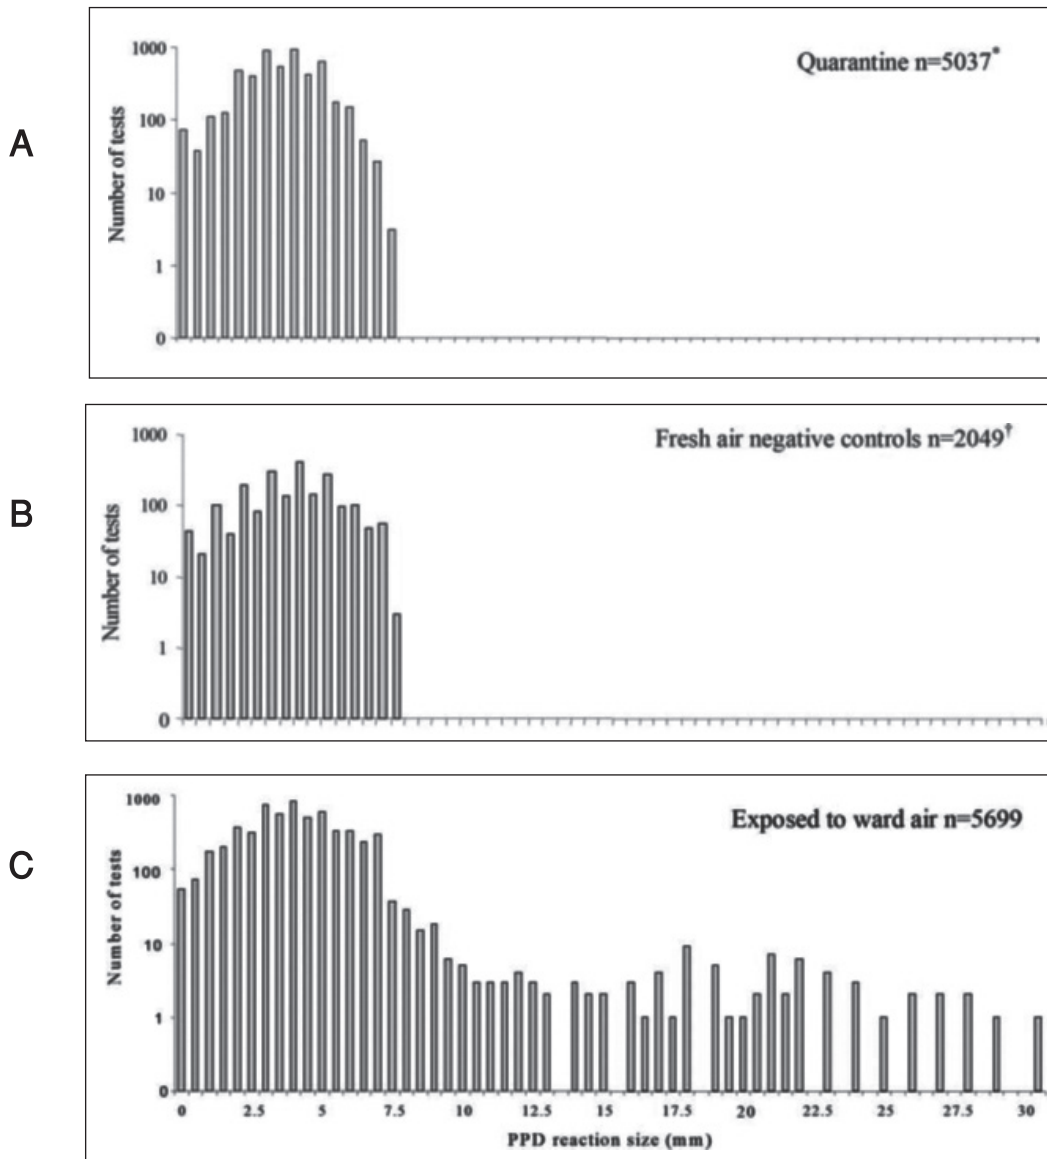 A
Number of tests
1000
100
10
1
0
Quarantine n=5037*
B
Number of tests
1000
100
10
1
0
Fresh air negative controls n=2049†
C
Number of tests
1000
100
10
1
0
Exposed to ward air n=5699
0 2.5 5 7.5 10 12.5 15 17.5 20 22.5 25 27.5 30
PPD reaction size (mm)